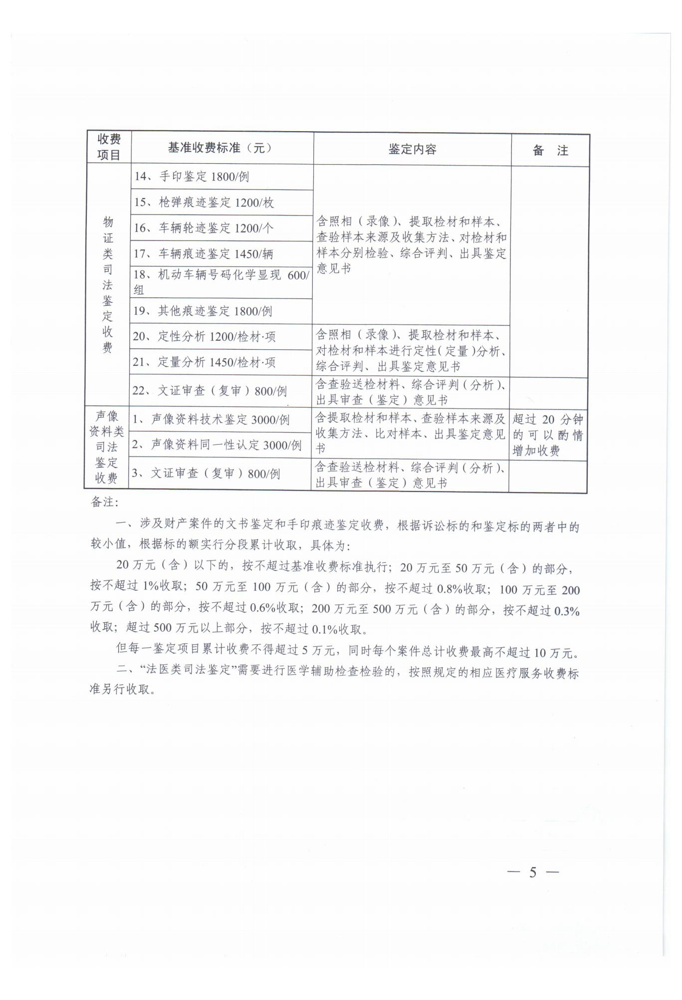 收费
项目
基准收费标准（元）
鉴定内容
备 注
物
证
类
司
法
鉴
定
收
费
14、手印鉴定 1800/例
15、枪弹痕迹鉴定 1200/枚
16、车辆轮迹鉴定 1200/个
17、车辆痕迹鉴定 1450/辆
18、机动车辆号码化学显现 600/
组
19、其他痕迹鉴定 1800/例
含照相（录像）、提取检材和样本、
查验样本来源及收集方法、对检材和
样本分别检验、综合评判、出具鉴定
意见书
20、定性分析 1200/检材·项
21、定量分析 1450/检材·项
含照相（录像）、提取检材和样本、
对检材和样本进行定性（定量）分析、
综合评判、出具鉴定意见书
22、文证审查（复审）800/例
含查验送检材料、综合评判（分析）、
出具审查（鉴定）意见书
声像
资料类
司法
鉴定
收费
1、声像资料技术鉴定 3000/例
2、声像资料同一性认定 3000/例
含提取检材和样本、查验样本来源及
收集方法、比对样本、出具鉴定意见
书
超过 20 分钟
的可以酌情
增加收费
3、文证审查（复审）800/例
含查验送检材料、综合评判（分析）、
出具审查（鉴定）意见书
备注：
一、涉及财产案件的文书鉴定和手印痕迹鉴定收费，根据诉讼标的和鉴定标的两者中的
较小值，根据标的额实行分段累计收取，具体为：
20 万元（含）以下的，按不超过基准收费标准执行；20 万元至 50 万元（含）的部分，
按不超过 1%收取；50 万元至 100 万元（含）的部分，按不超过 0.8%收取；100 万元至 200
万元（含）的部分，按不超过 0.6%收取；200 万元至 500 万元（含）的部分，按不超过 0.3%
收取；超过 500 万元以上部分，按不超过 0.1%收取。
但每一鉴定项目累计收费不得超过 5 万元，同时每个案件总计收费最高不超过 10 万元。
二、“法医类司法鉴定”需要进行医学辅助检查检验的，按照规定的相应医疗服务收费标
准另行收取。
— 5 —